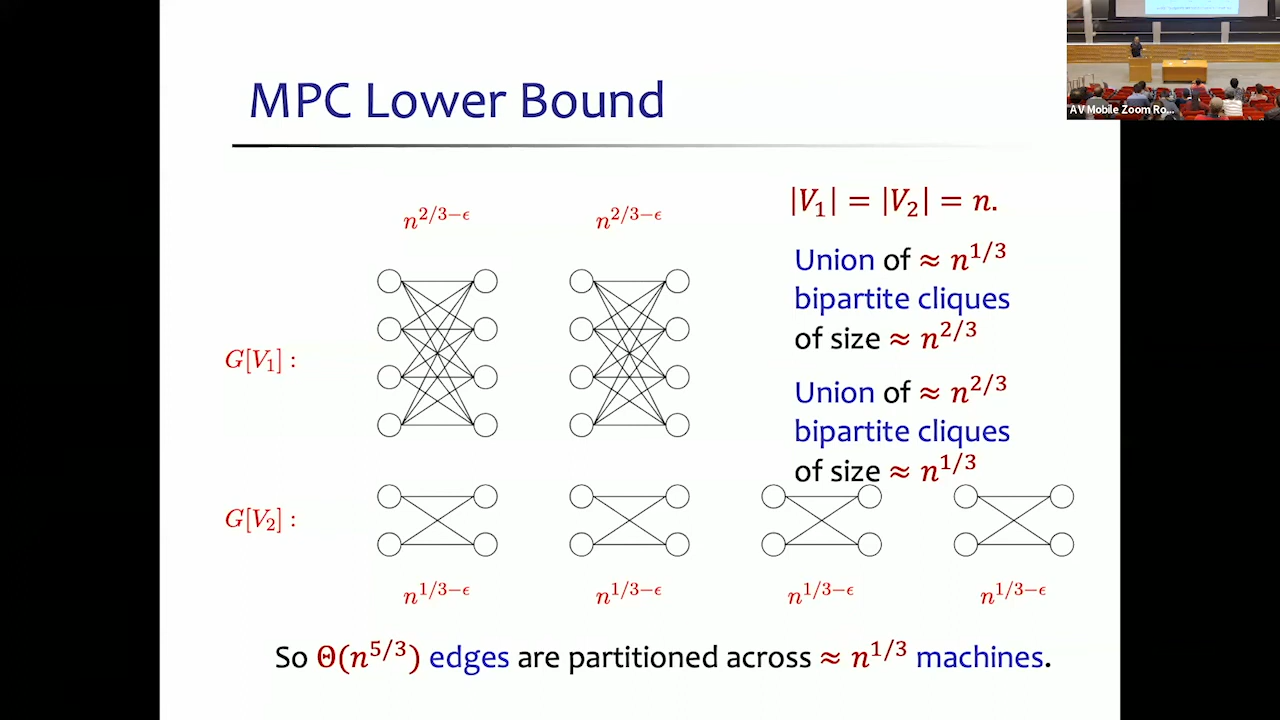 MPC Lower Bound
AV Mobile Zoom Ro...
n^{2/3−ϵ}
n^{2/3−ϵ}
|V₁| = |V₂| = n.
Union of ≈ n^{1/3}
bipartite cliques
of size ≈ n^{2/3}
G[V₁] :
Union of ≈ n^{2/3}
bipartite cliques
of size ≈ n^{1/3}
G[V₂] :
n^{1/3−ϵ}
n^{1/3−ϵ}
n^{1/3−ϵ}
n^{1/3−ϵ}
So Θ(n^{5/3}) edges are partitioned across ≈ n^{1/3} machines.